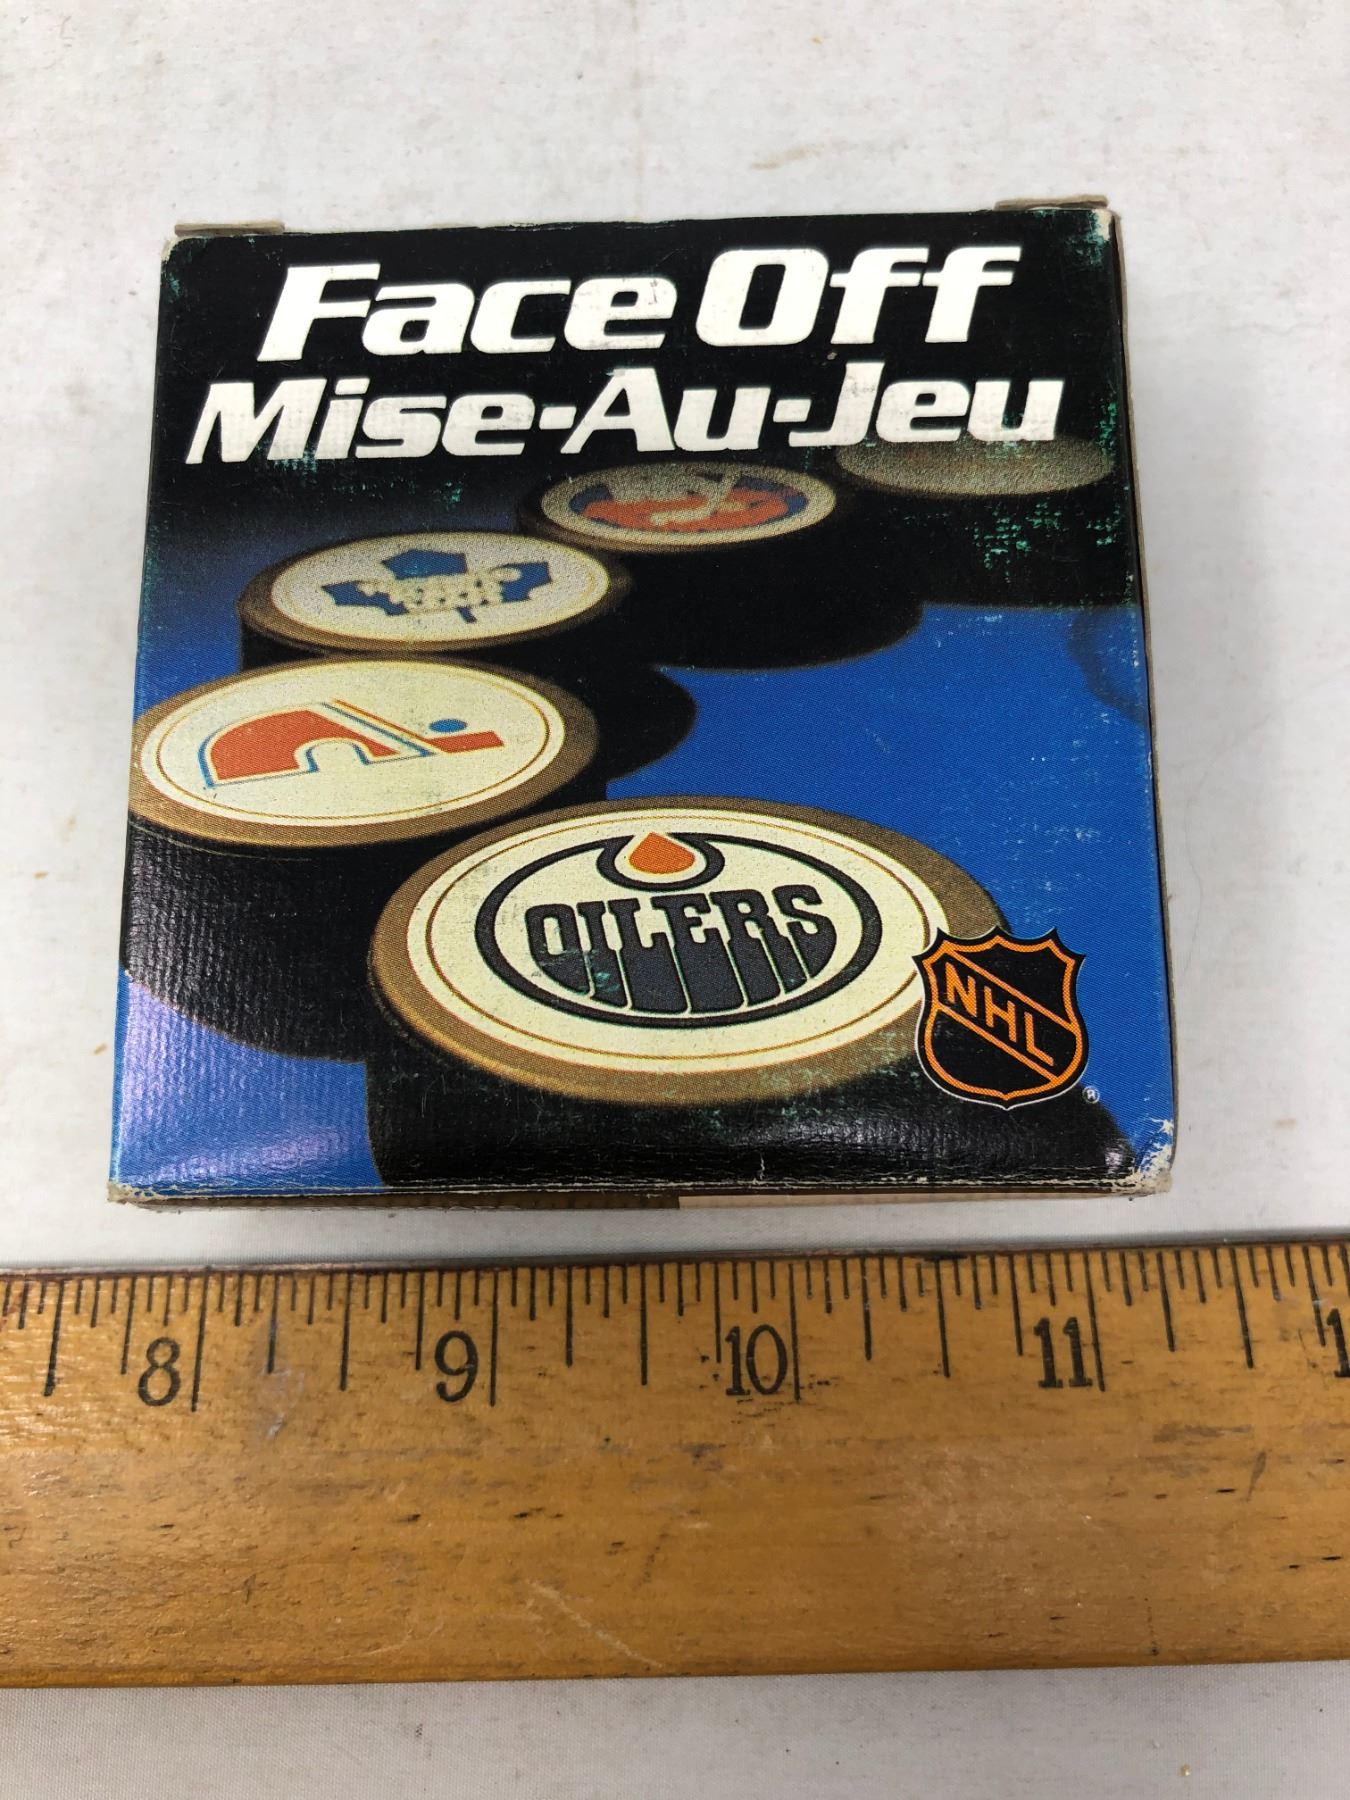 Face Off
Mise-Au-Jeu
OILERS
NHL
®
8 9 10 11